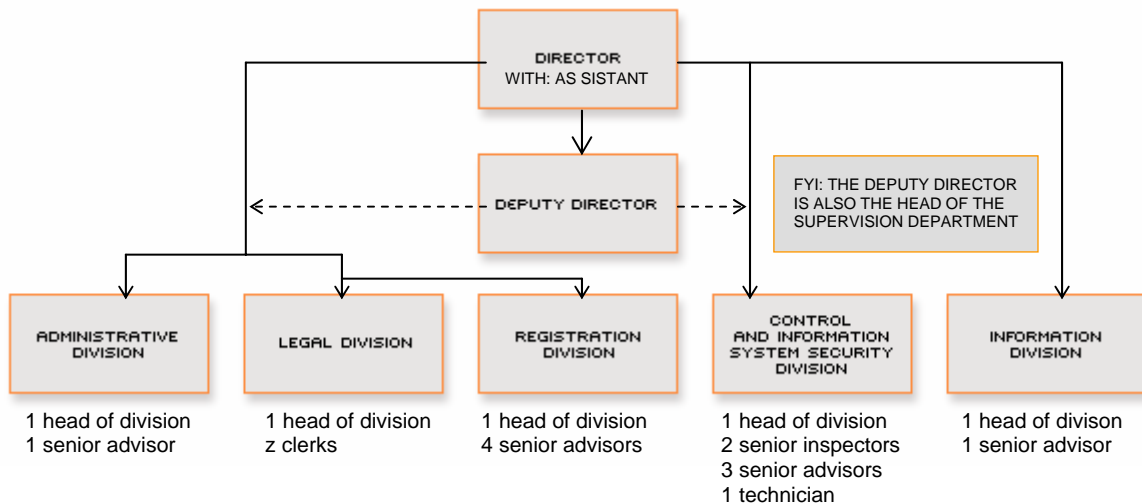 DIRECTOR
WITH: AS SISTANT
DEPUTY DIRECTOR
FYI: THE DEPUTY DIRECTOR
IS ALSO THE HEAD OF THE
SUPERVISION DEPARTMENT
ADMINISTRATIVE
DIVISION
1 head of division
1 senior advisor
LEGAL DIVISION
1 head of division
z clerks
REGISTRATION
DIVISION
1 head of division
4 senior advisors
CONTROL
AND INFORMATION
SYSTEM SECURITY
DIVISION
1 head of division
2 senior inspectors
3 senior advisors
1 technician
INFORMATION
DIVISION
1 head of divison
1 senior advisor